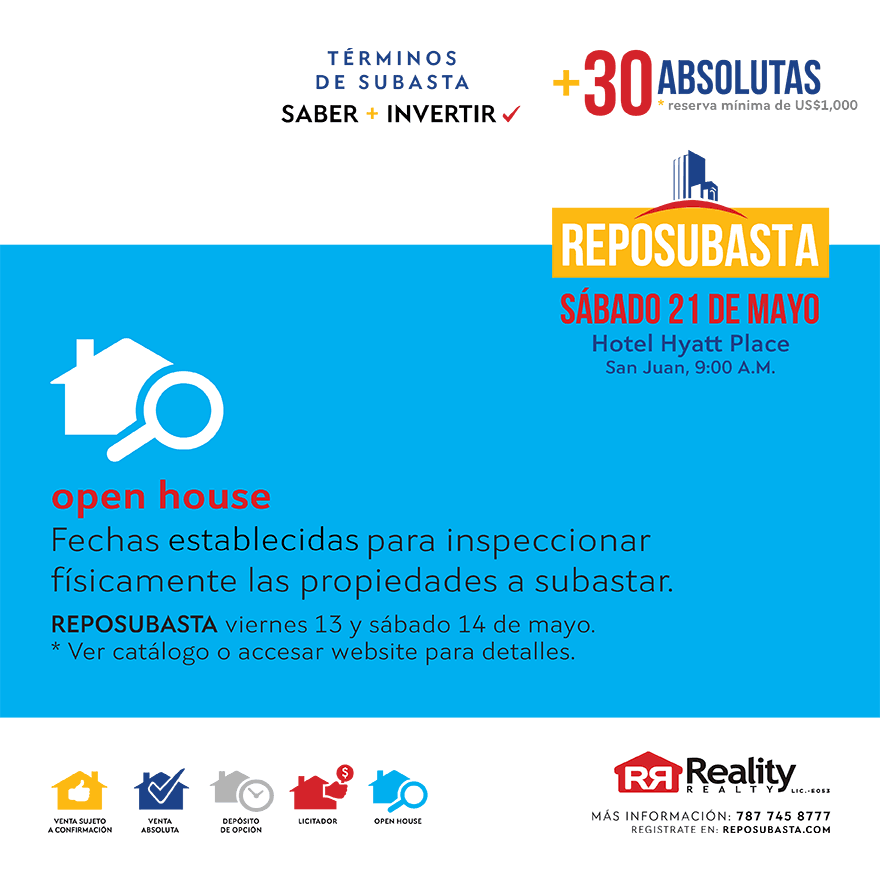 TÉRMINOS
DE SUBASTA
SABER + INVERTIR
+30 ABSOLUTAS
* reserva mínima de US$1,000
REPOSUBASTA
SÁBADO 21 DE MAYO
Hotel Hyatt Place
San Juan, 9:00 A.M.
open house
Fechas establecidas para inspeccionar
físicamente las propiedades a subastar.
REPOSUBASTA viernes 13 y sábado 14 de mayo.
* Ver catálogo o accesar website para detalles.
VENTA SUJETO
A CONFIRMACIÓN
VENTA
ABSOLUTA
DEPÓSITO
DE OPCIÓN
$
LICITADOR
OPEN HOUSE
RR Reality
REALTY LIC.-E053
MÁS INFORMACIÓN: 787 745 8777
REGISTRATE EN: REPOSUBASTA.COM